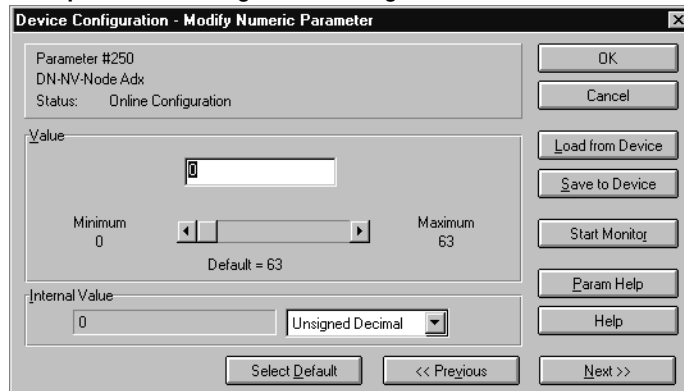 Device Configuration - Modify Numeric Parameter
Parameter #250
DN-NV-Node Adx
Status: Online Configuration
OK
Cancel
Value
0
Minimum
0
Maximum
63
Default = 63
Load from Device
Save to Device
Start Monitor
Internal Value
0
Unsigned Decimal
Param Help
Help
Select Default
<< Previous
Next >>